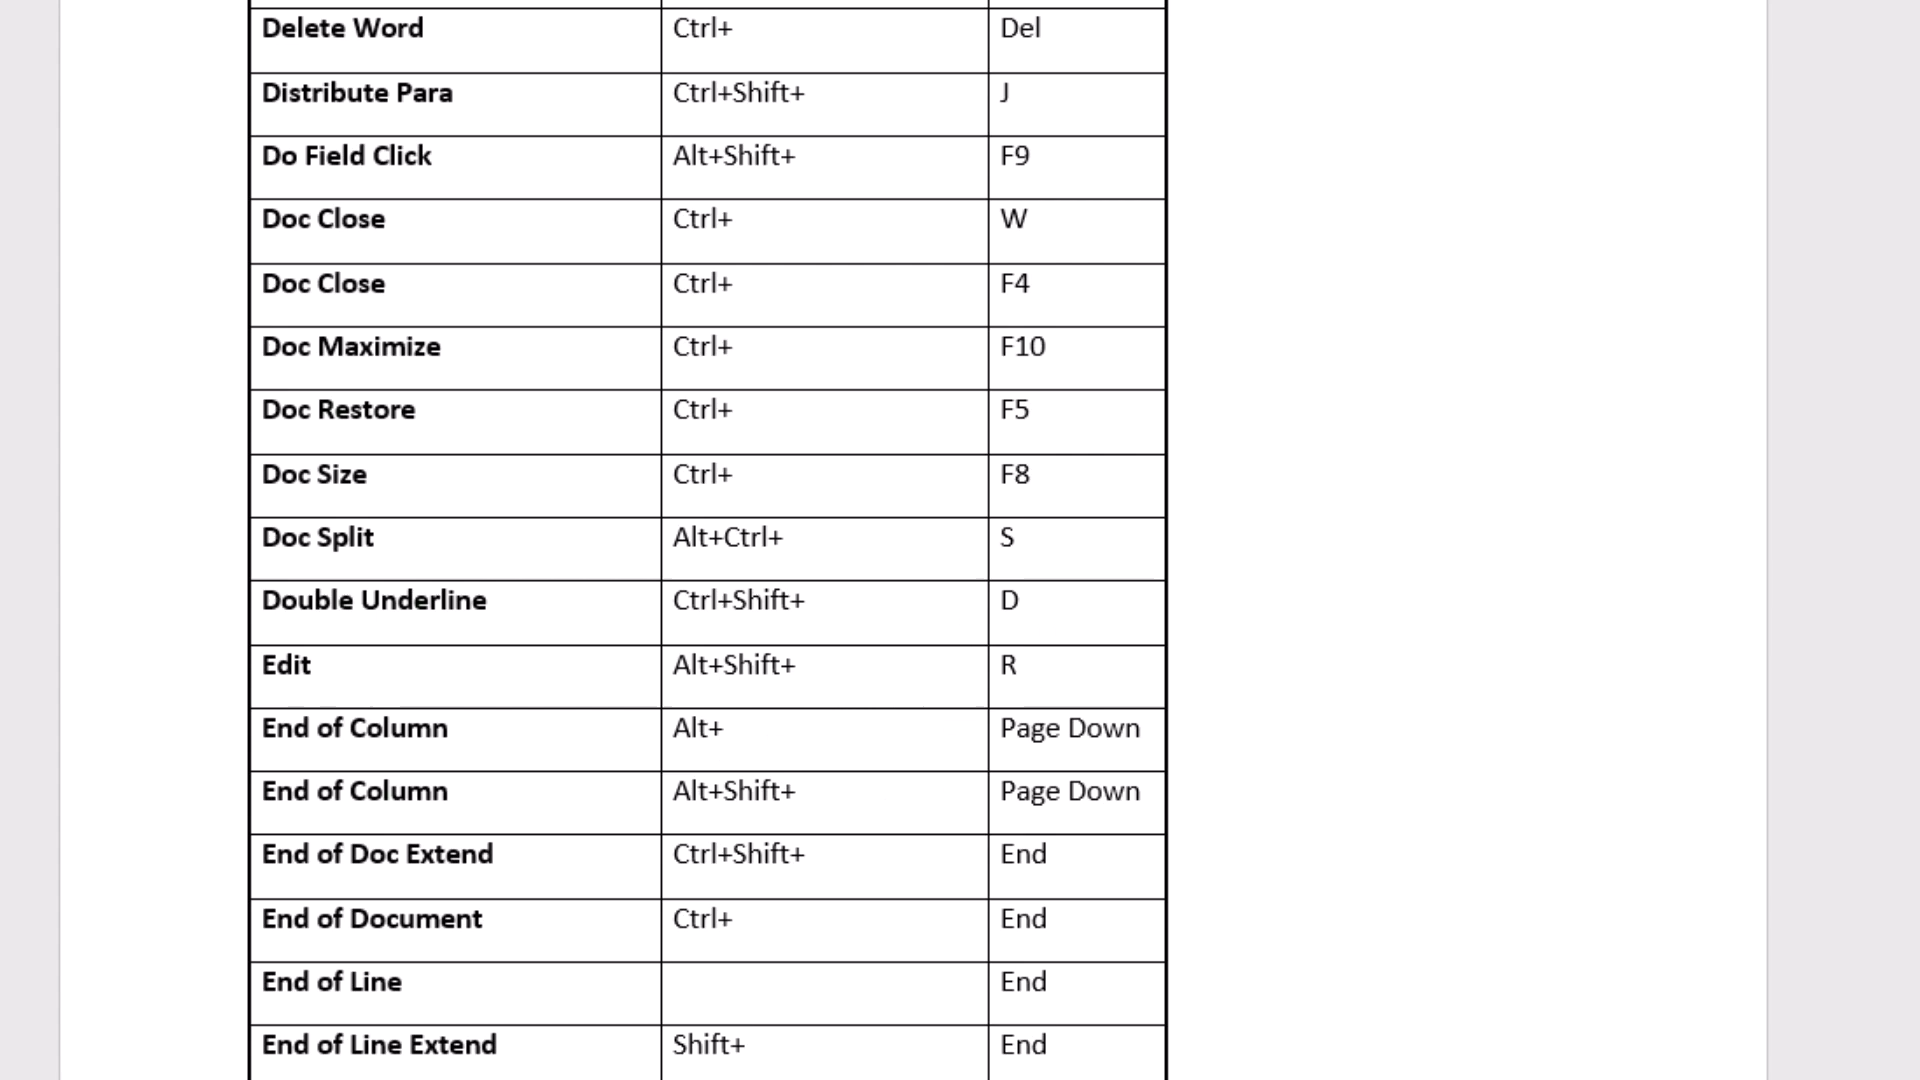 Delete Word Ctrl+ Del
Distribute Para Ctrl+Shift+ J
Do Field Click Alt+Shift+ F9
Doc Close Ctrl+ W
Doc Close Ctrl+ F4
Doc Maximize Ctrl+ F10
Doc Restore Ctrl+ F5
Doc Size Ctrl+ F8
Doc Split Alt+Ctrl+ S
Double Underline Ctrl+Shift+ D
Edit Alt+Shift+ R
End of Column Alt+ Page Down
End of Column Alt+Shift+ Page Down
End of Doc Extend Ctrl+Shift+ End
End of Document Ctrl+ End
End of Line End
End of Line Extend Shift+ End